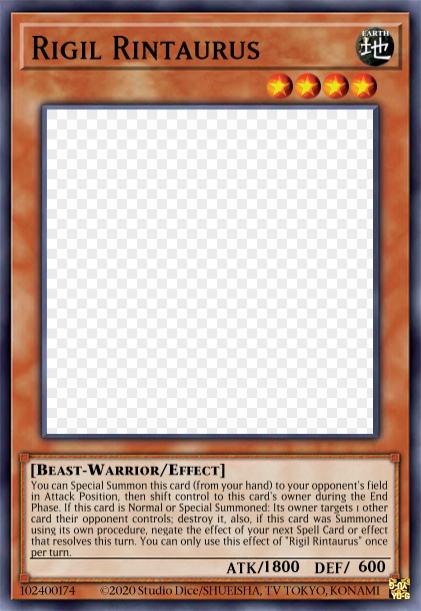 Rigil Rintaurus
EARTH
地
[Beast-Warrior/Effect]
You can Special Summon this card (from your hand) to your opponent's field
in Attack Position, then shift control to this card's owner during the End
Phase. If this card is Normal or Special Summoned: Its owner targets 1 other
card their opponent controls; destroy it, also, if this card was Summoned
using its own procedure, negate the effect of your next Spell Card or effect
that resolves this turn. You can only use this effect of "Rigil Rintaurus" once
per turn.
ATK/1800 DEF/ 600
102400174 ©2020 Studio Dice/SHUEISHA, TV TOKYO, KONAMI